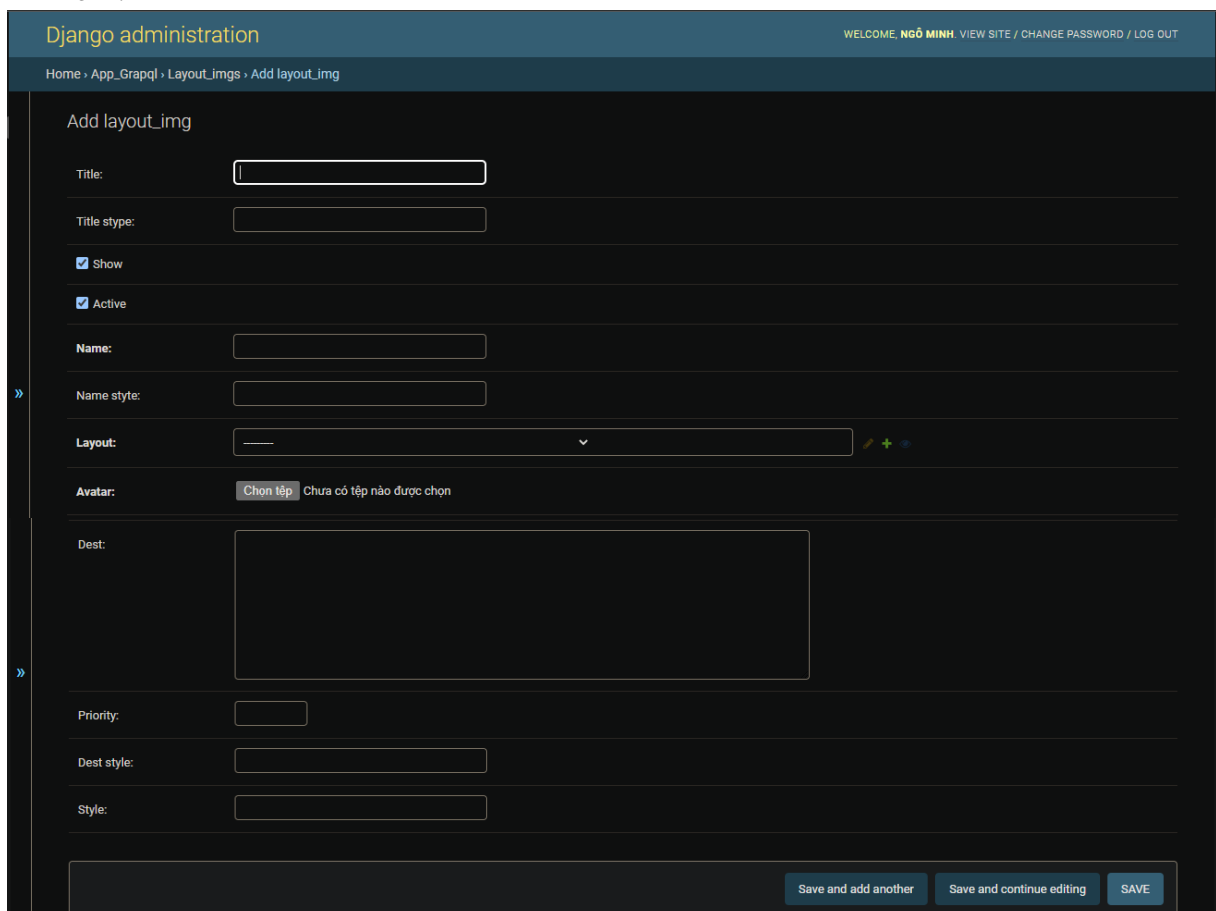 Django administration
WELCOME, NGÔ MINH. VIEW SITE / CHANGE PASSWORD / LOG OUT
Home › App_Grapql › Layout_imgs › Add layout_img
Add layout_img
Title:
Title stype:
Show
Active
Name:
Name styte:
»
Layout: ---------
Avatar: Chọn tệp Chưa có tệp nào được chọn
Dest:
»
Priority:
Dest style:
Style:
Save and add another Save and continue editing SAVE